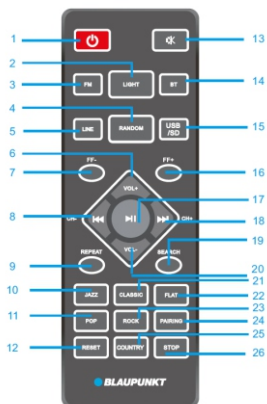 1
13
2
3
FM
LIGHT
BT
14
4
5
LINE
RANDOM
USB
/SD
15
6
FF-
FF+
7
VOL+
16
17
8
CH-
CH+
18
VOL-
19
REPEAT
SEARCH
9
20
21
10
JAZZ
CLASSIC
FLAT
22
23
11
POP
ROCK
PAIRING
24
25
12
RESET
COUNTRY
STOP
26
BLAUPUNKT